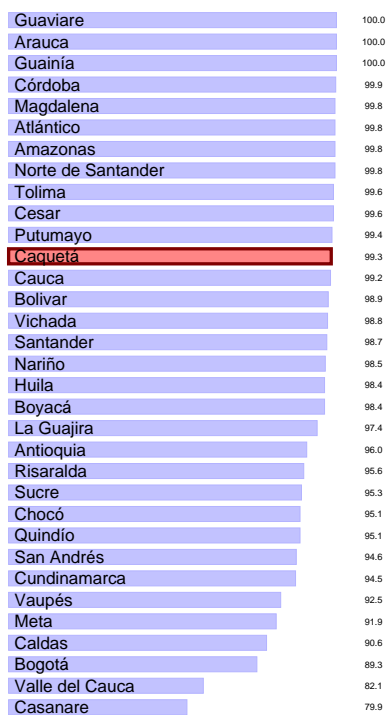 Guaviare 100.0
Arauca 100.0
Guainía 100.0
Córdoba 99.9
Magdalena 99.8
Atlántico 99.8
Amazonas 99.8
Norte de Santander 99.8
Tolima 99.6
Cesar 99.6
Putumayo 99.4
Caquetá 99.3
Cauca 99.2
Bolivar 98.9
Vichada 98.8
Santander 98.7
Nariño 98.5
Huila 98.4
Boyacá 98.4
La Guajira 97.4
Antioquia 96.0
Risaralda 95.6
Sucre 95.3
Chocó 95.1
Quindío 95.1
San Andrés 94.6
Cundinamarca 94.5
Vaupés 92.5
Meta 91.9
Caldas 90.6
Bogotá 89.3
Valle del Cauca 82.1
Casanare 79.9